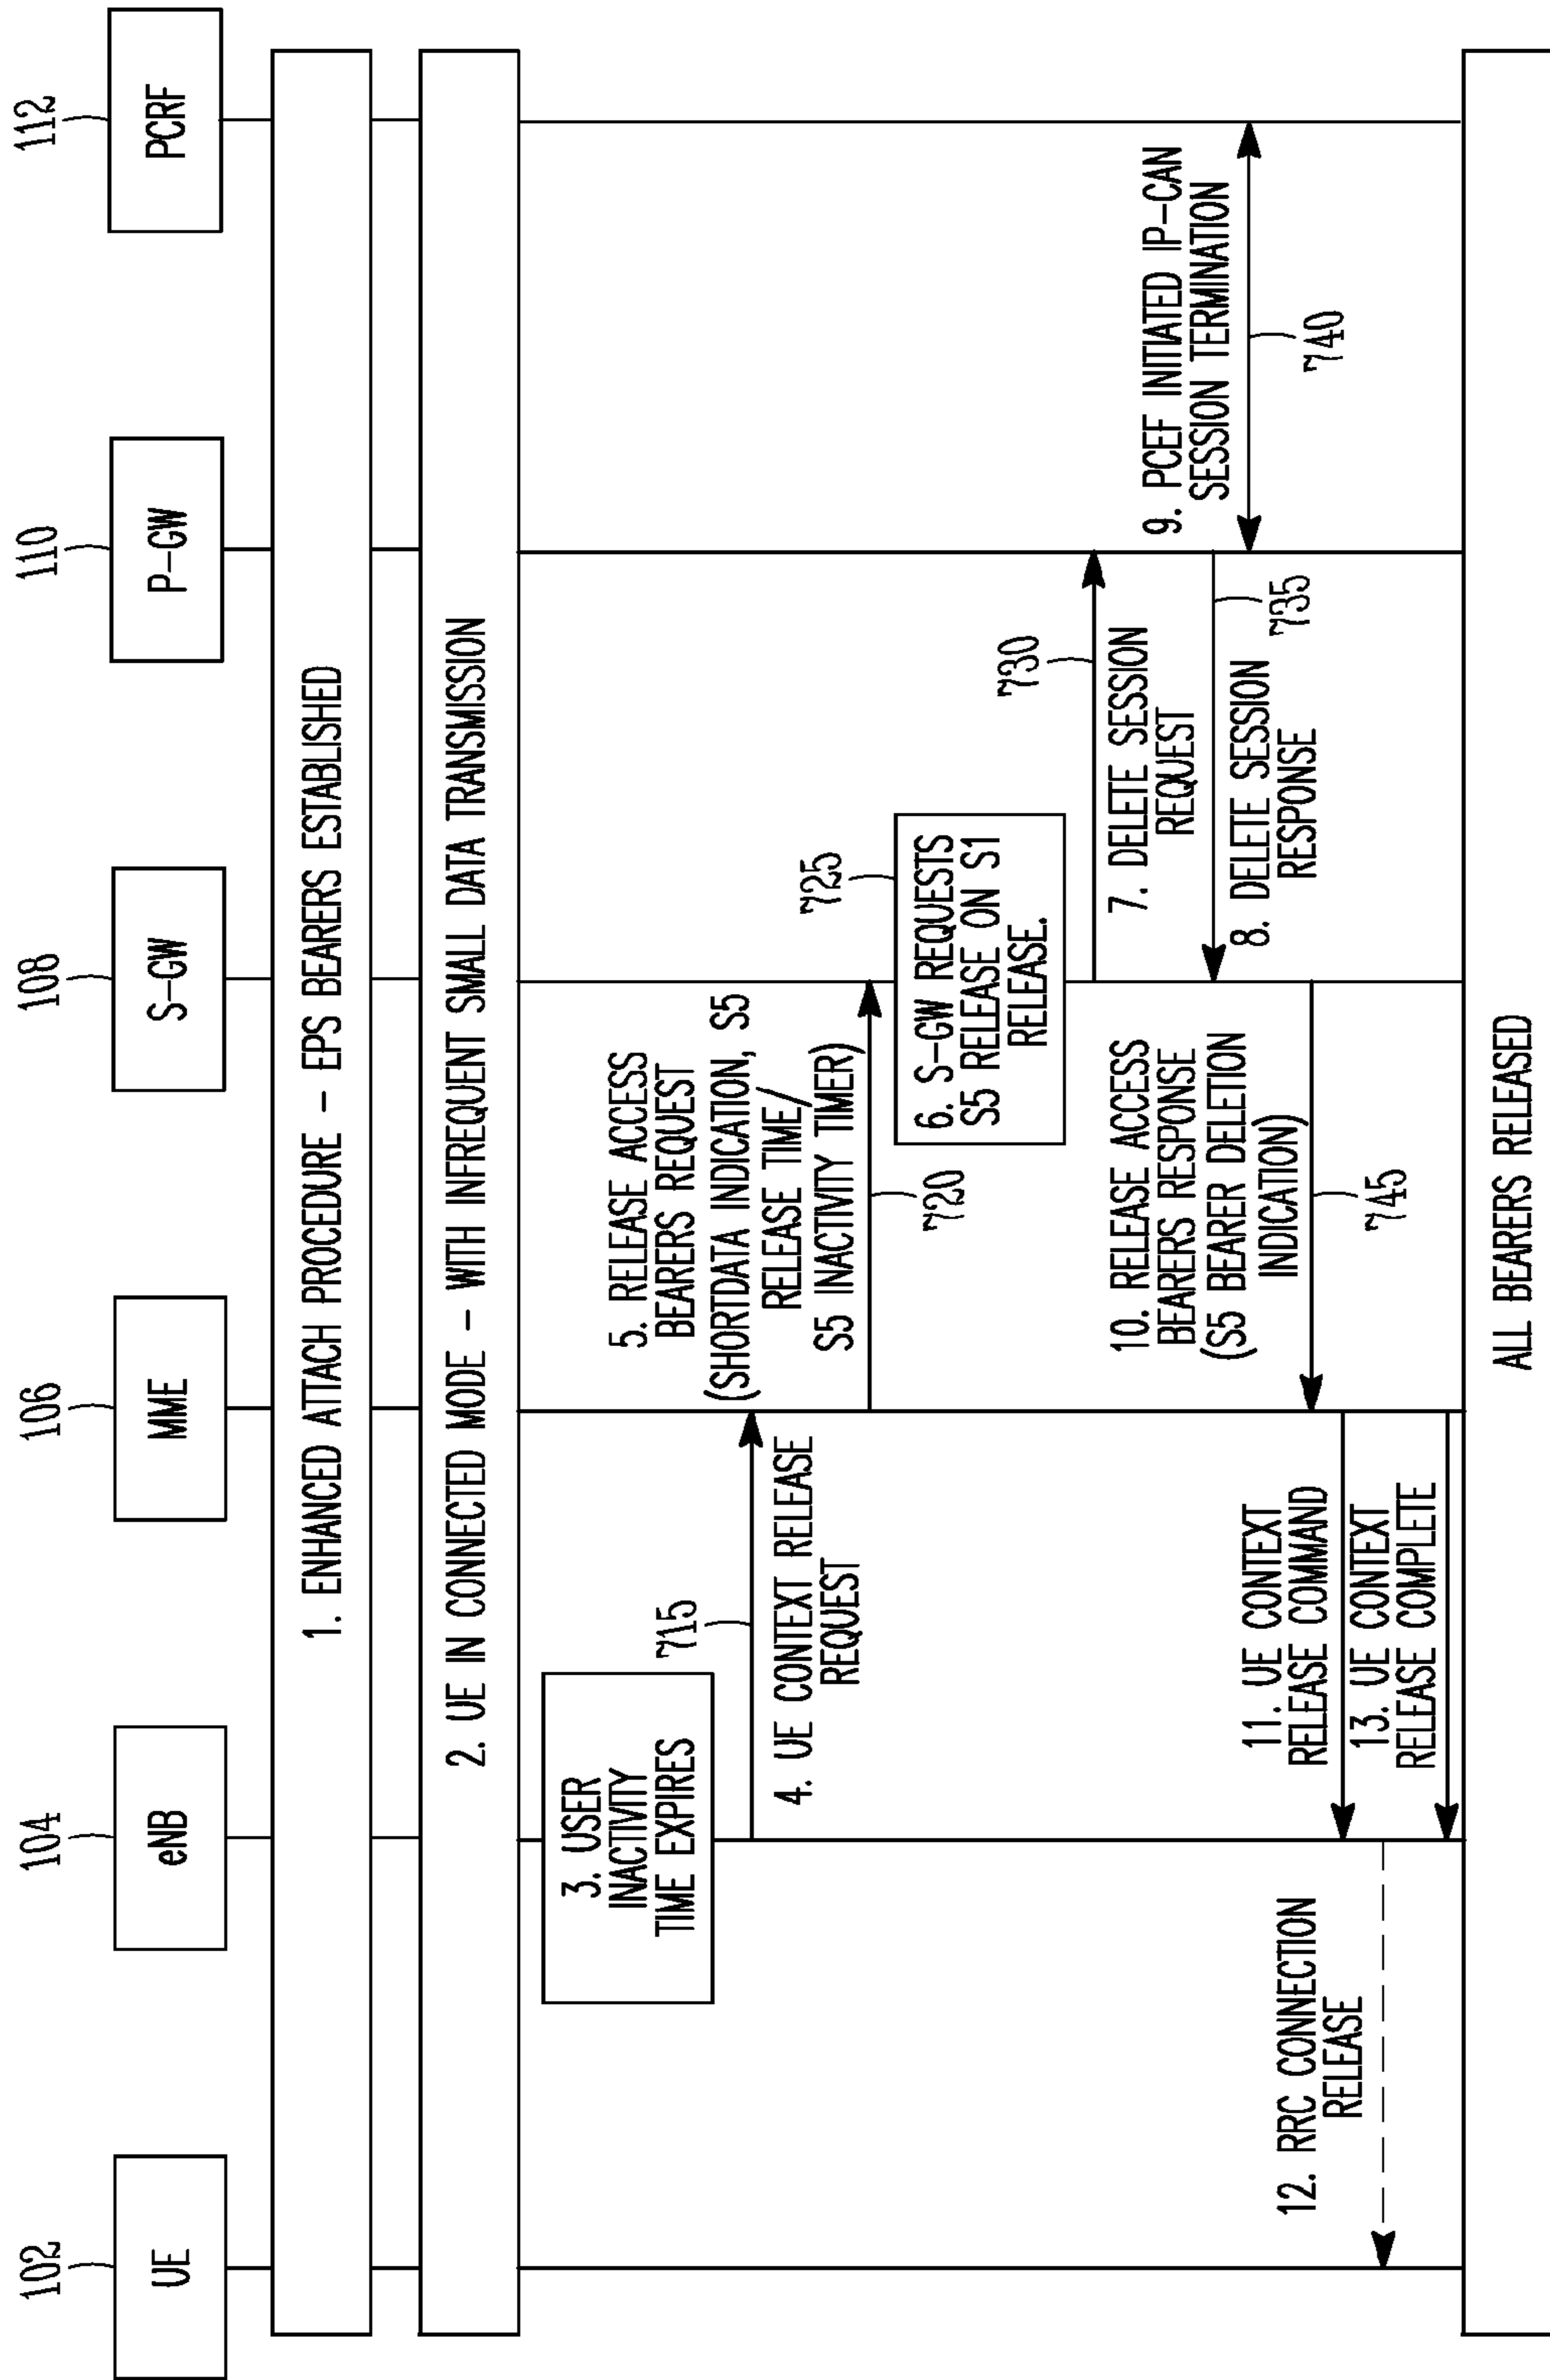 102
104
106
108
110
112
UE
eNB
MME
S-GW
P-GW
PCRF
1. ENHANCED ATTACH PROCEDURE - EPS BEARERS ESTABLISHED
2. UE IN CONNECTED MODE - WITH INFREQUENT SMALL DATA TRANSMISSION
3. USER
INACTIVITY
TIME EXPIRES
715
4. UE CONTEXT RELEASE
REQUEST
5. RELEASE ACCESS
BEARERS REQUEST
(SHORTDATA INDICATION, S5
RELEASE TIME/
S5 INACTIVITY TIMER)
720
725
6. S-GW REQUESTS
S5 RELEASE ON S1
RELEASE.
730
7. DELETE SESSION
REQUEST
735
8. DELETE SESSION
RESPONSE
9. PCEF INITIATED IP-CAN
SESSION TERMINATION
740
10. RELEASE ACCESS
BEARERS RESPONSE
(S5 BEARER DELETION
INDICATION)
745
11. UE CONTEXT
RELEASE COMMAND
12. RRC CONNECTION
RELEASE
13. UE CONTEXT
RELEASE COMPLETE
ALL BEARERS RELEASED